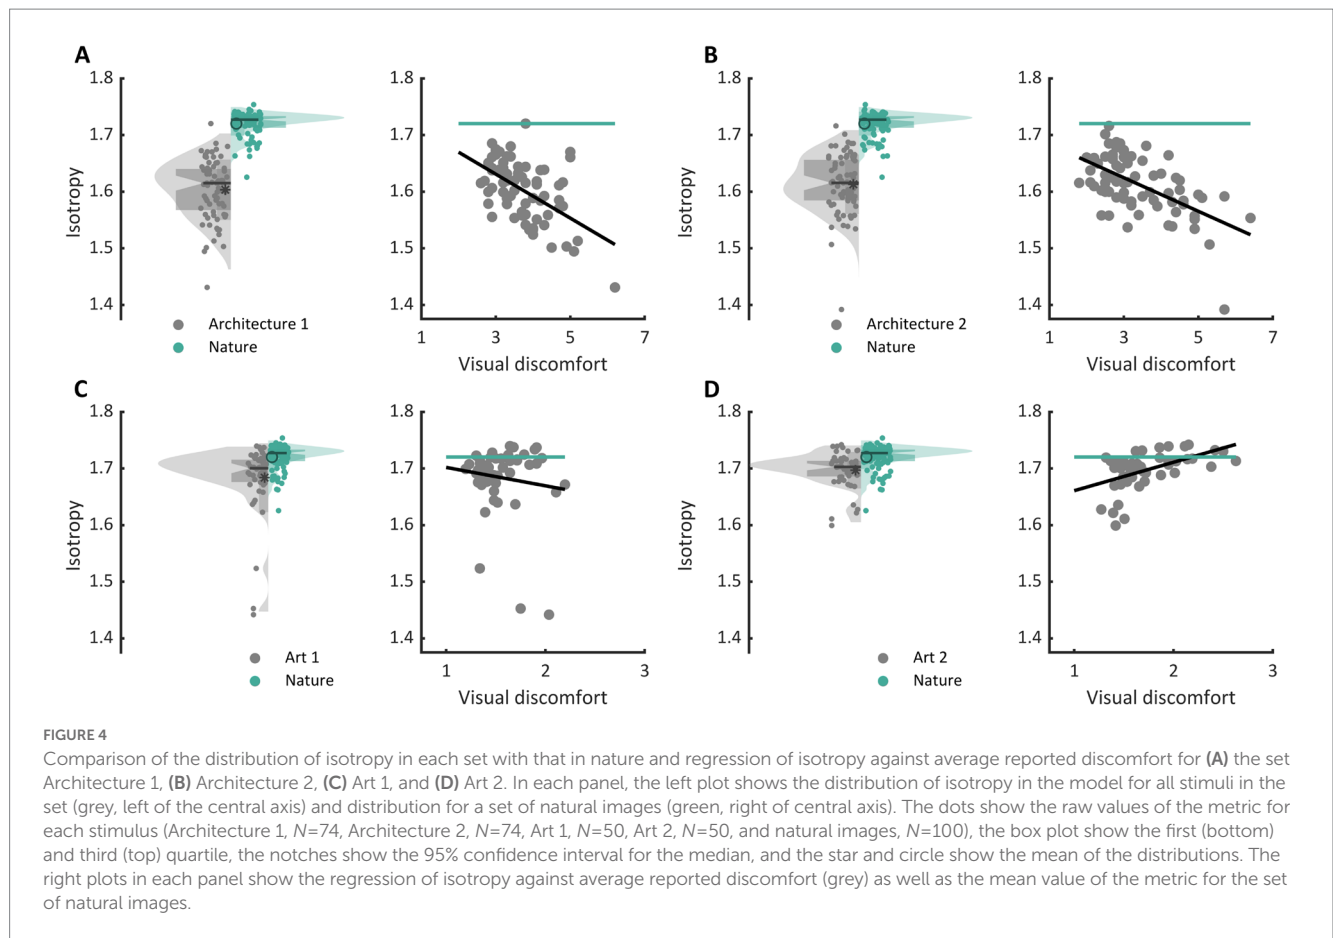 A
1.8
1.7
1.6
1.5
1.4
Isotropy
Architecture 1
Nature
1.8
1.7
1.6
1.5
1.4
1 3 5 7
Visual discomfort
B
1.8
1.7
1.6
1.5
1.4
Isotropy
Architecture 2
Nature
1.8
1.7
1.6
1.5
1.4
1 3 5 7
Visual discomfort
C
1.8
1.7
1.6
1.5
1.4
Isotropy
Art 1
Nature
1.8
1.7
1.6
1.5
1.4
1 2 3
Visual discomfort
D
1.8
1.7
1.6
1.5
1.4
Isotropy
Art 2
Nature
1.8
1.7
1.6
1.5
1.4
1 2 3
Visual discomfort
FIGURE 4
Comparison of the distribution of isotropy in each set with that in nature and regression of isotropy against average reported discomfort for (A) the set
Architecture 1, (B) Architecture 2, (C) Art 1, and (D) Art 2. In each panel, the left plot shows the distribution of isotropy in the model for all stimuli in the
set (grey, left of the central axis) and distribution for a set of natural images (green, right of central axis). The dots show the raw values of the metric for
each stimulus (Architecture 1, N=74, Architecture 2, N=74, Art 1, N=50, Art 2, N=50, and natural images, N=100), the box plot show the first (bottom)
and third (top) quartile, the notches show the 95% confidence interval for the median, and the star and circle show the mean of the distributions. The
right plots in each panel show the regression of isotropy against average reported discomfort (grey) as well as the mean value of the metric for the set
of natural images.